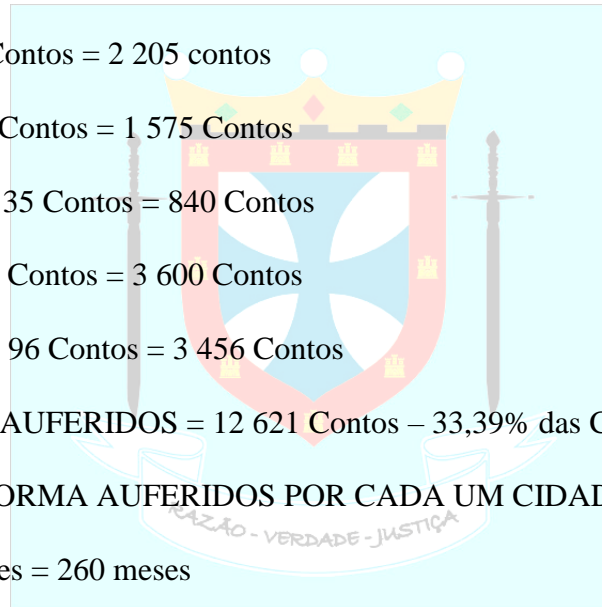 Contos = 2 205 contos
Contos = 1 575 Contos
35 Contos = 840 Contos
Contos = 3 600 Contos
96 Contos = 3 456 Contos
AUFERIDOS = 12 621 Contos – 33,39% das
ORMA AUFERIDOS POR CADA UM CIDAD
RAZÃO - VERDADE - JUSTIÇA
es = 260 meses